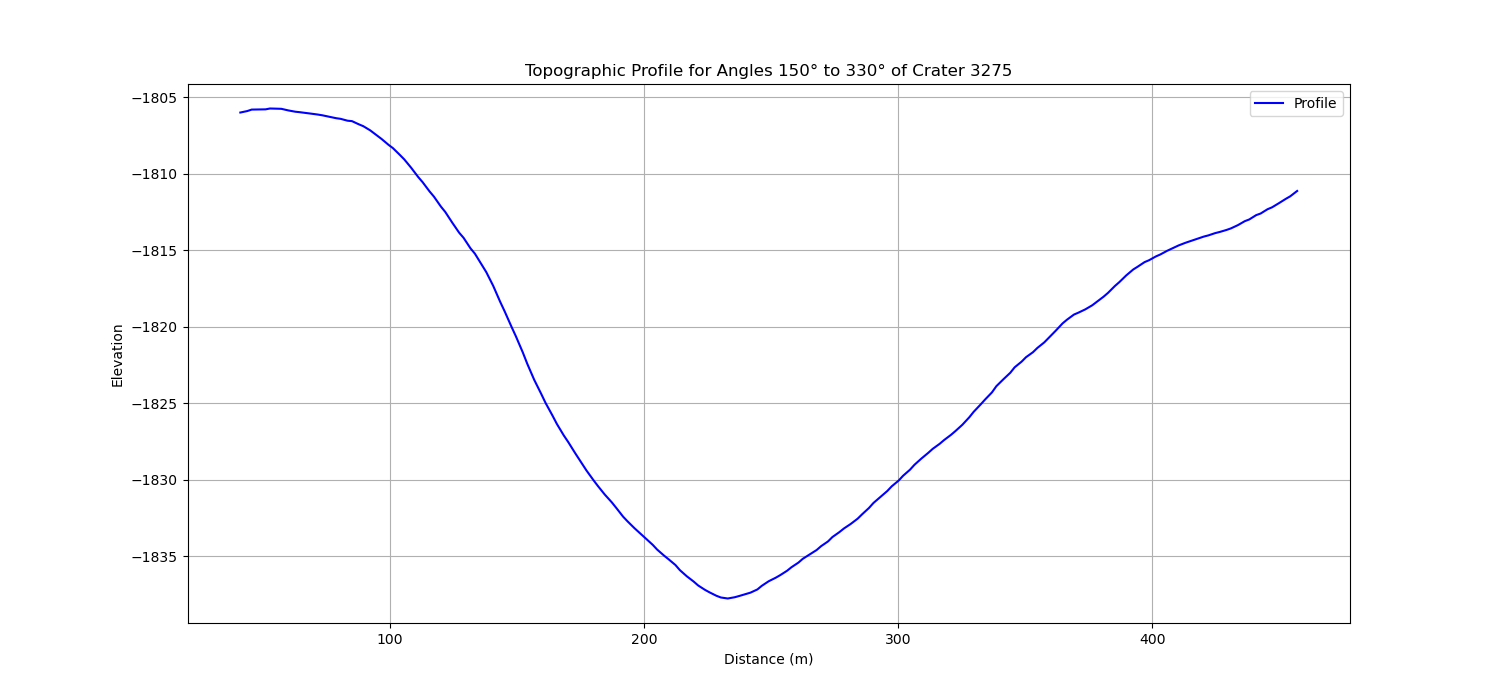 Topographic Profile for Angles 150° to 330° of Crater 3275
Profile
Elevation
−1805
−1810
−1815
−1820
−1825
−1830
−1835
100 200 300 400
Distance (m)